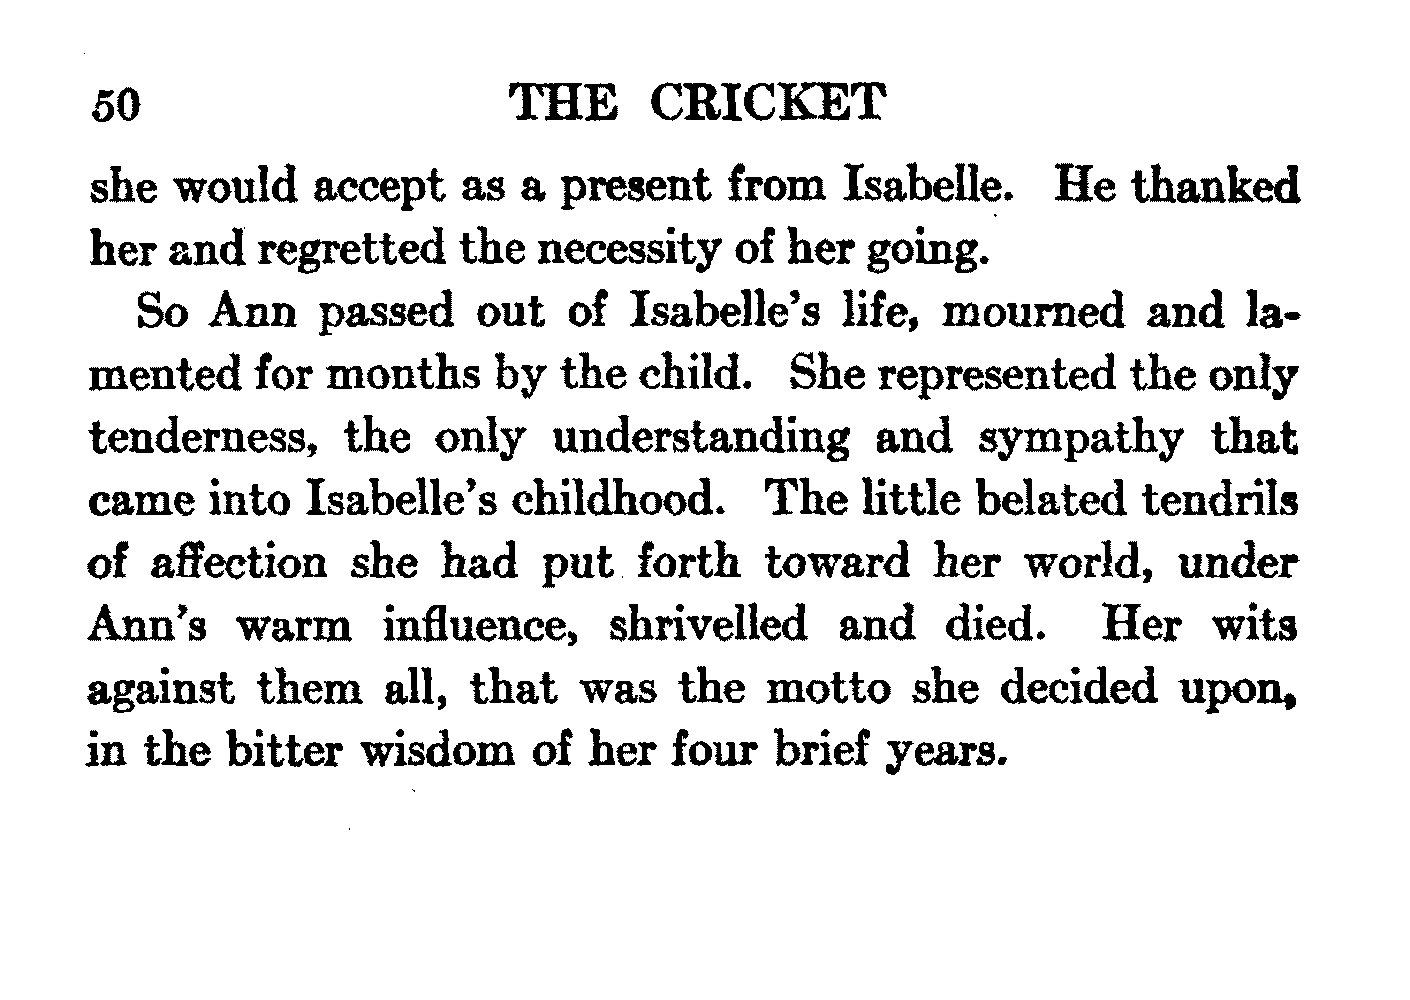 50 THE CRICKET
she would accept as a present from Isabelle. He thanked
her and regretted the necessity of her going.
So Ann passed out of Isabelle's life, mourned and la-
mented for months by the child. She represented the only
tenderness, the only understanding and sympathy that
came into Isabelle's childhood. The little belated tendrils
of affection she had put forth toward her world, under
Ann's warm influence, shrivelled and died. Her wits
against them all, that was the motto she decided upon,
in the bitter wisdom of her four brief years.